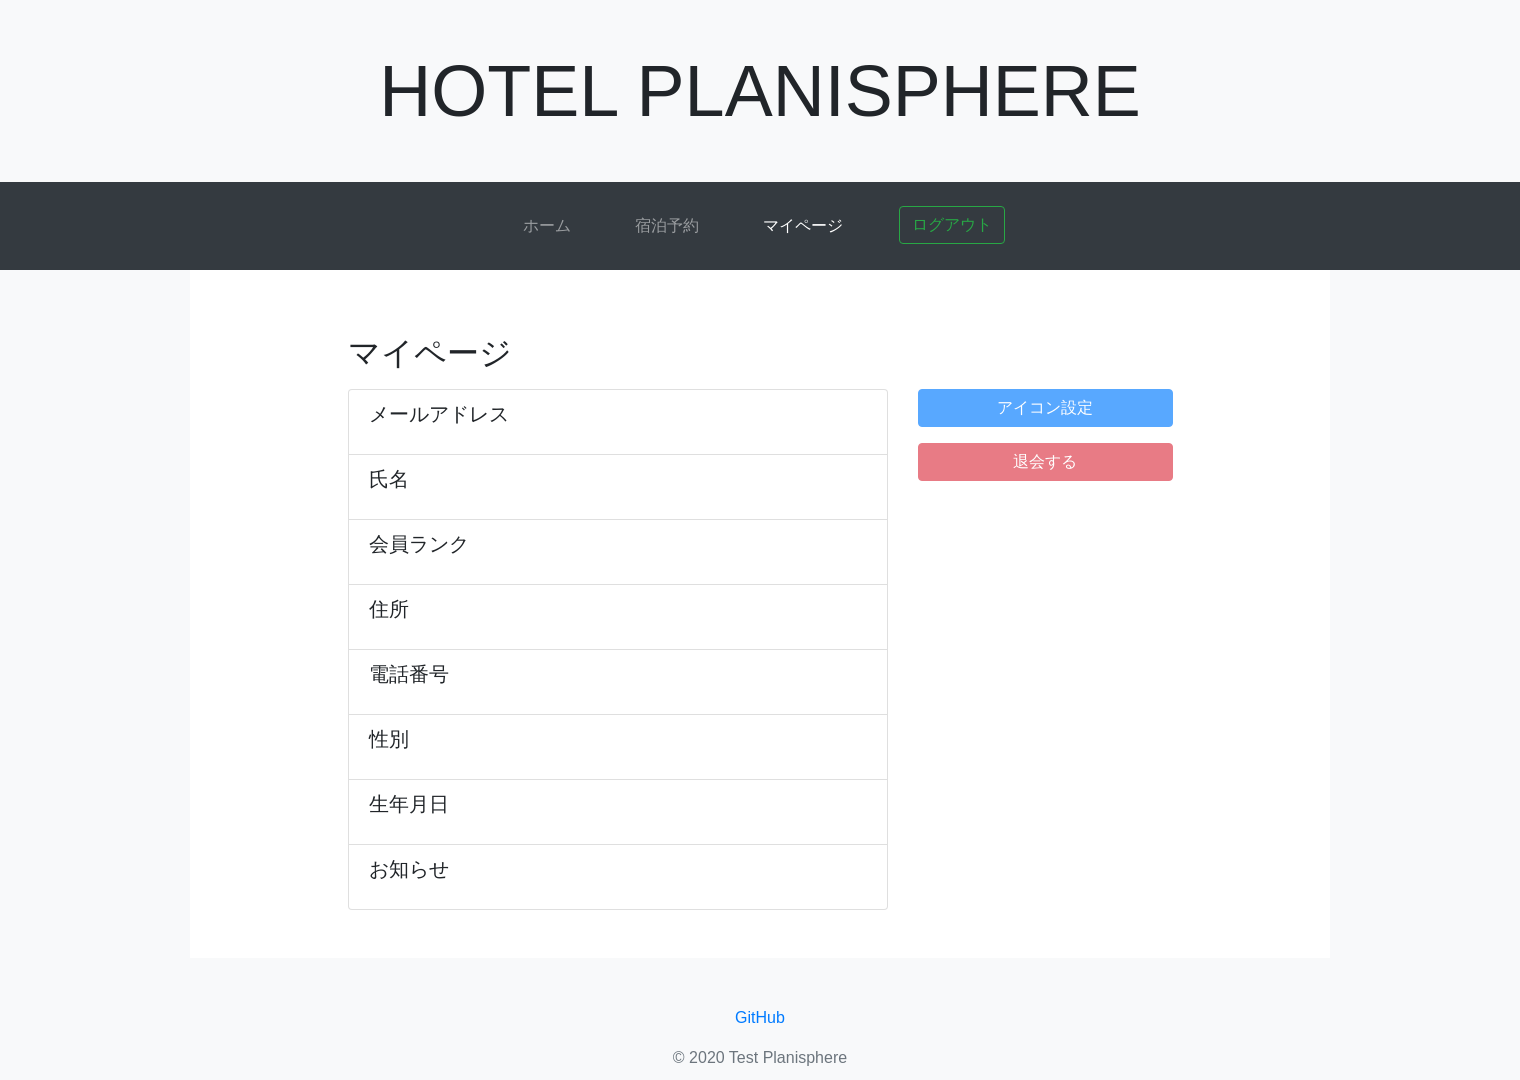 HOTEL PLANISPHERE
ホーム 宿泊予約 マイページ ログアウト
マイページ
メールアドレス
氏名
会員ランク
住所
電話番号
性別
生年月日
お知らせ
アイコン設定
退会する
GitHub
© 2020 Test Planisphere